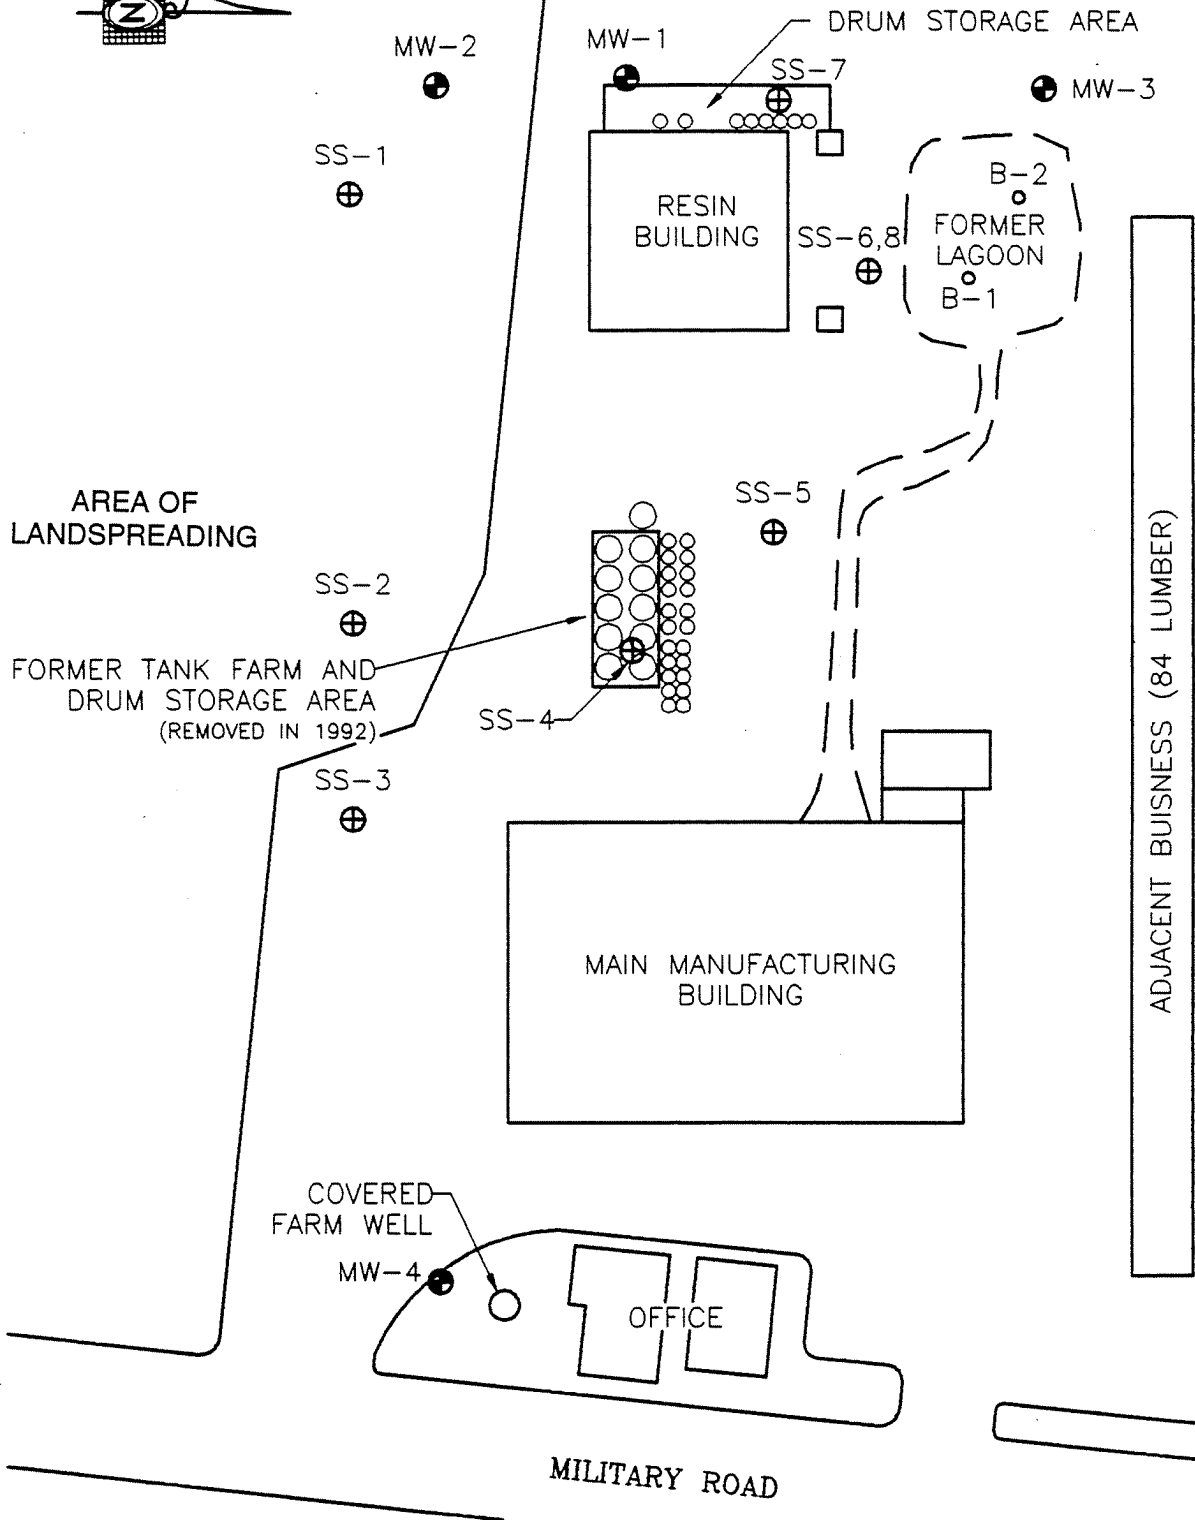 N
DRUM STORAGE AREA
MW-2
MW-1
SS-7
MW-3
SS-1
B-2
RESIN
BUILDING
SS-6,8
FORMER
LAGOON
B-1
AREA OF
LANDSPREADING
SS-5
SS-2
FORMER TANK FARM AND
DRUM STORAGE AREA
(REMOVED IN 1992)
SS-4
SS-3
ADJACENT BUISNESS (84 LUMBER)
MAIN MANUFACTURING
BUILDING
COVERED
FARM WELL
MW-4
OFFICE
MILITARY ROAD